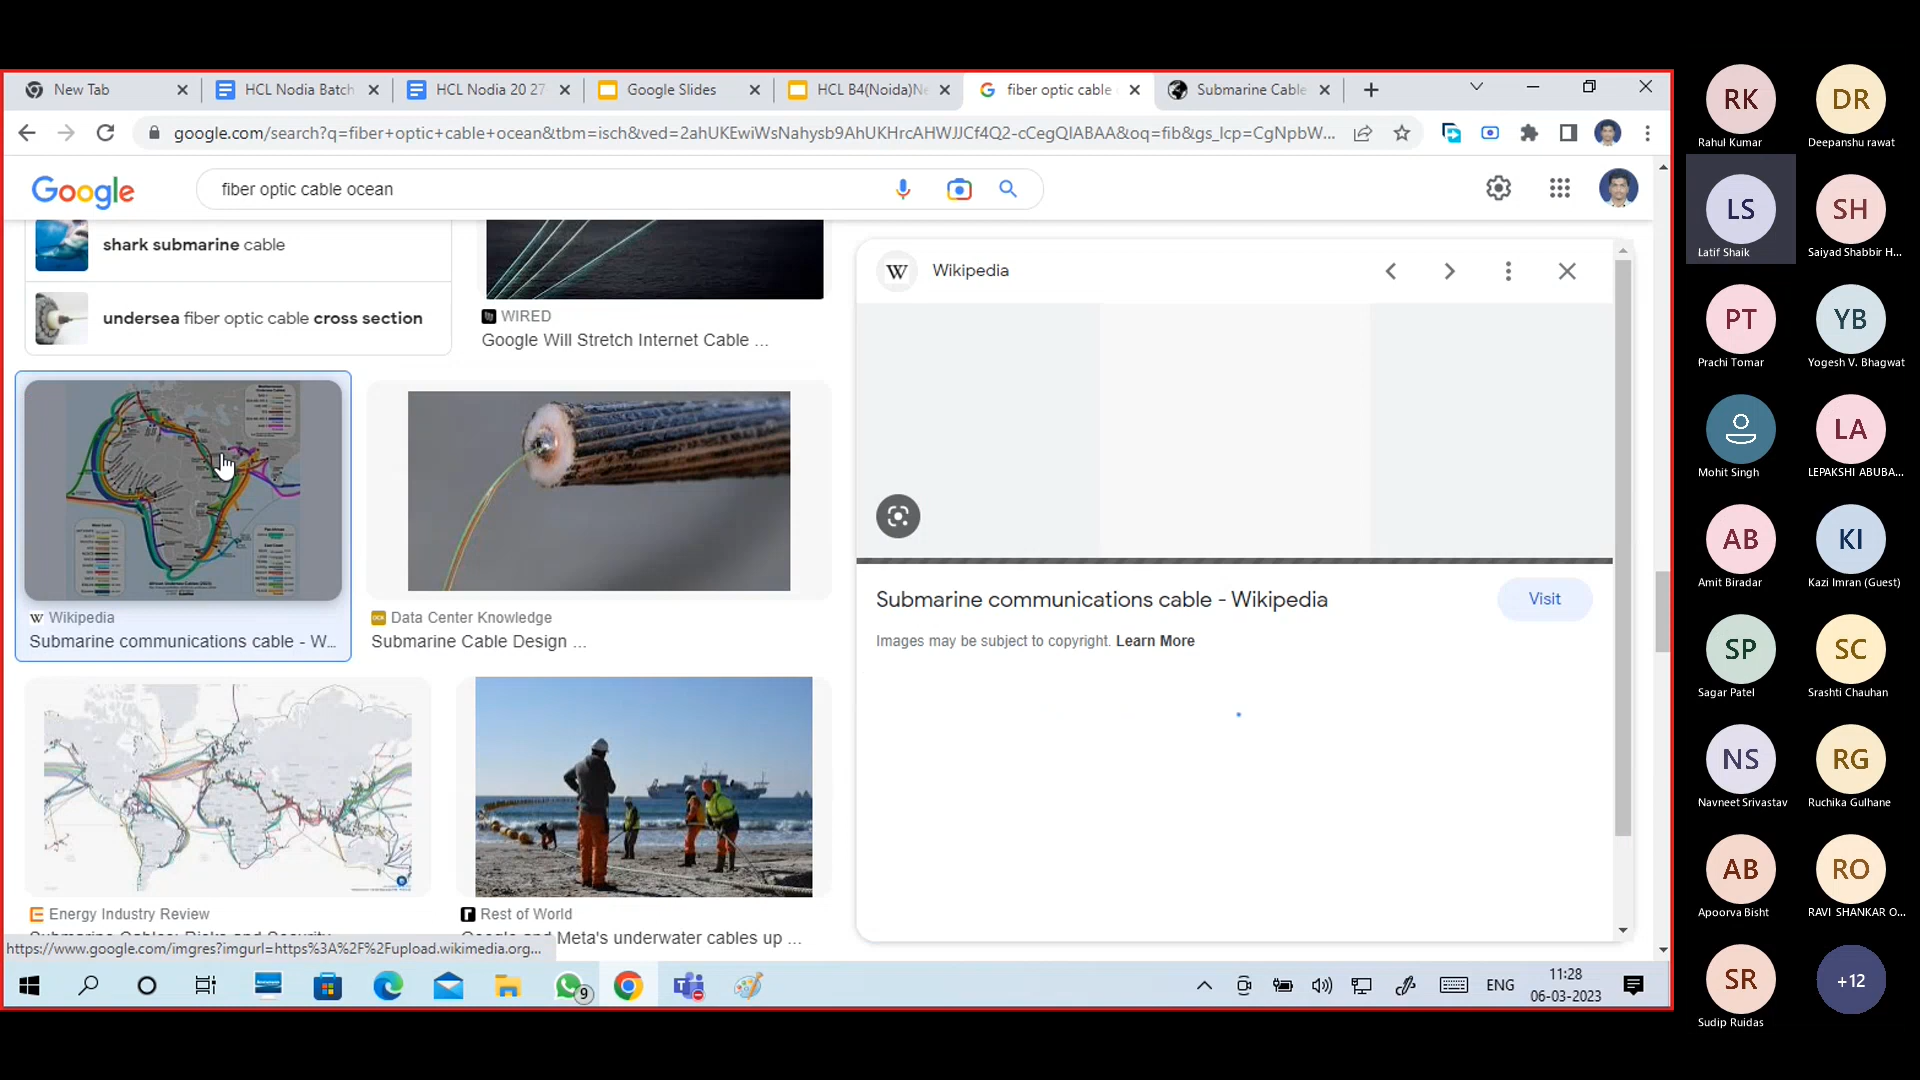 New Tab
HCL Nodia Batch
HCL Nodia 20 27
Google Slides
HCL B4(Noida)Ne
fiber optic cable
Submarine Cable
google.com/search?q=fiber+optic+cable+ocean&tbm=isch&ved=2ahUKEwiWsNahysb9AhUKHrcAHWJJCf4Q2-cCegQIABAA&oq=fib&gs_lcp=CgNpbW...
Google
fiber optic cable ocean
shark submarine cable
undersea fiber optic cable cross section
WIRED
Google Will Stretch Internet Cable ...
W Wikipedia
Submarine communications cable - W...
Data Center Knowledge
Submarine Cable Design ...
Energy Industry Review
Rest of World
Google and Meta's underwater cables up ...
https://www.google.com/imgres?imgurl=https%3A%2F%2Fupload.wikimedia.org...
W Wikipedia
Submarine communications cable - Wikipedia
Visit
Images may be subject to copyright. Learn More
9
ENG
11:28
06-03-2023
RK
Rahul Kumar
DR
Deepanshu rawat
LS
Latif Shaik
SH
Saiyad Shabbir H...
PT
Prachi Tomar
YB
Yogesh V. Bhagwat
Mohit Singh
LA
LEPAKSHI ABUBA...
AB
Amit Biradar
KI
Kazi Imran (Guest)
SP
Sagar Patel
SC
Srashti Chauhan
NS
Navneet Srivastav
RG
Ruchika Gulhane
AB
Apoorva Bisht
RO
RAVI SHANKAR O...
SR
Sudip Ruidas
+12